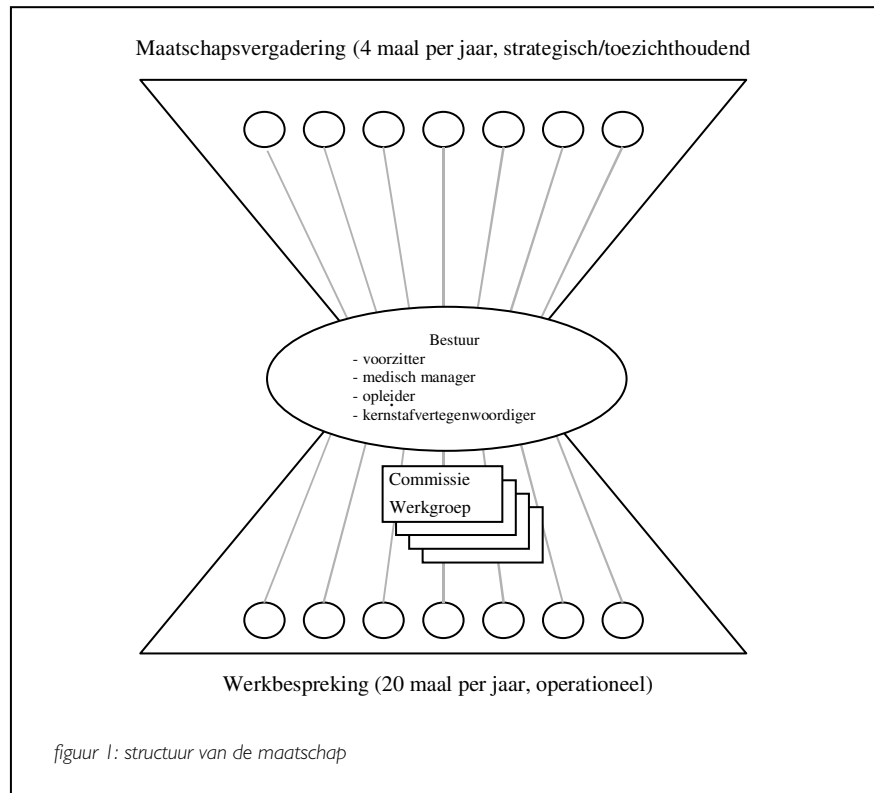 Maatschapsvergadering (4 maal per jaar, strategisch/toezichthoudend
Bestuur
- voorzitter
- medisch manager
- opleider
- kernstafvertegenwoordiger
Commissie
Werkgroep
Werkbespreking (20 maal per jaar, operationeel)
figuur 1: structuur van de maatschap